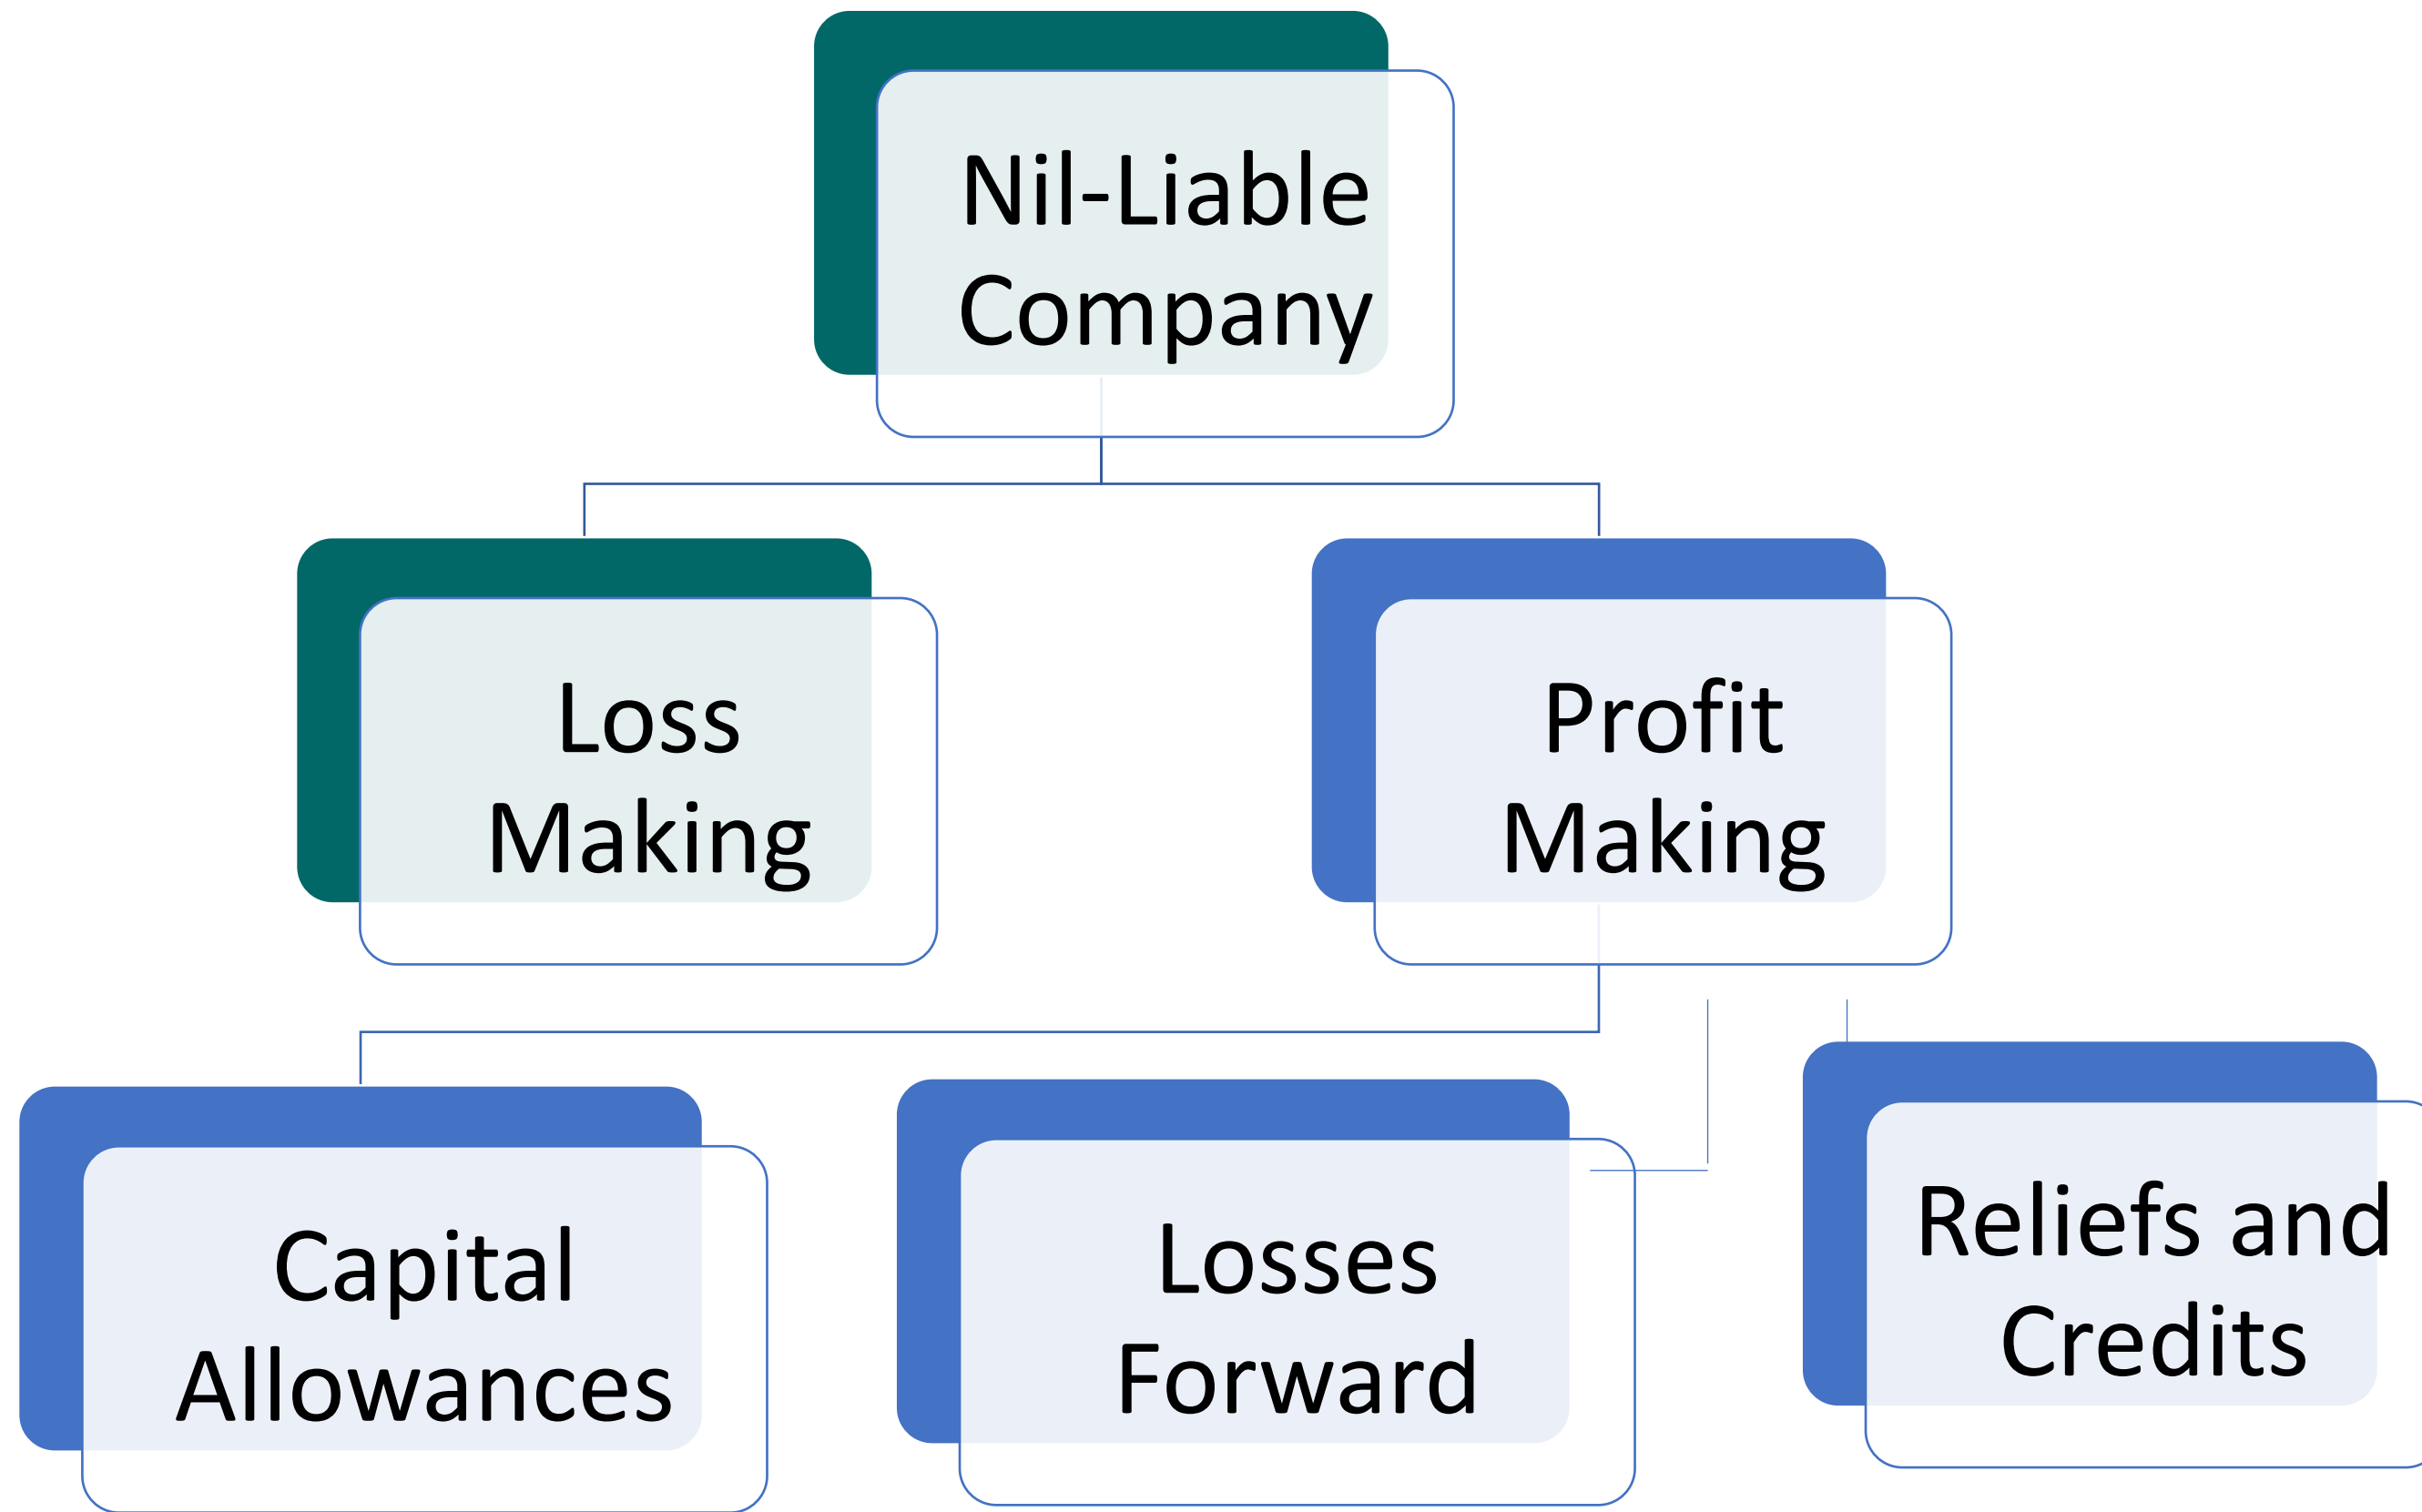 Nil-Liable
Company
Loss
Making
Profit
Making
Capital
Allowances
Losses
Forward
Reliefs and
Credits